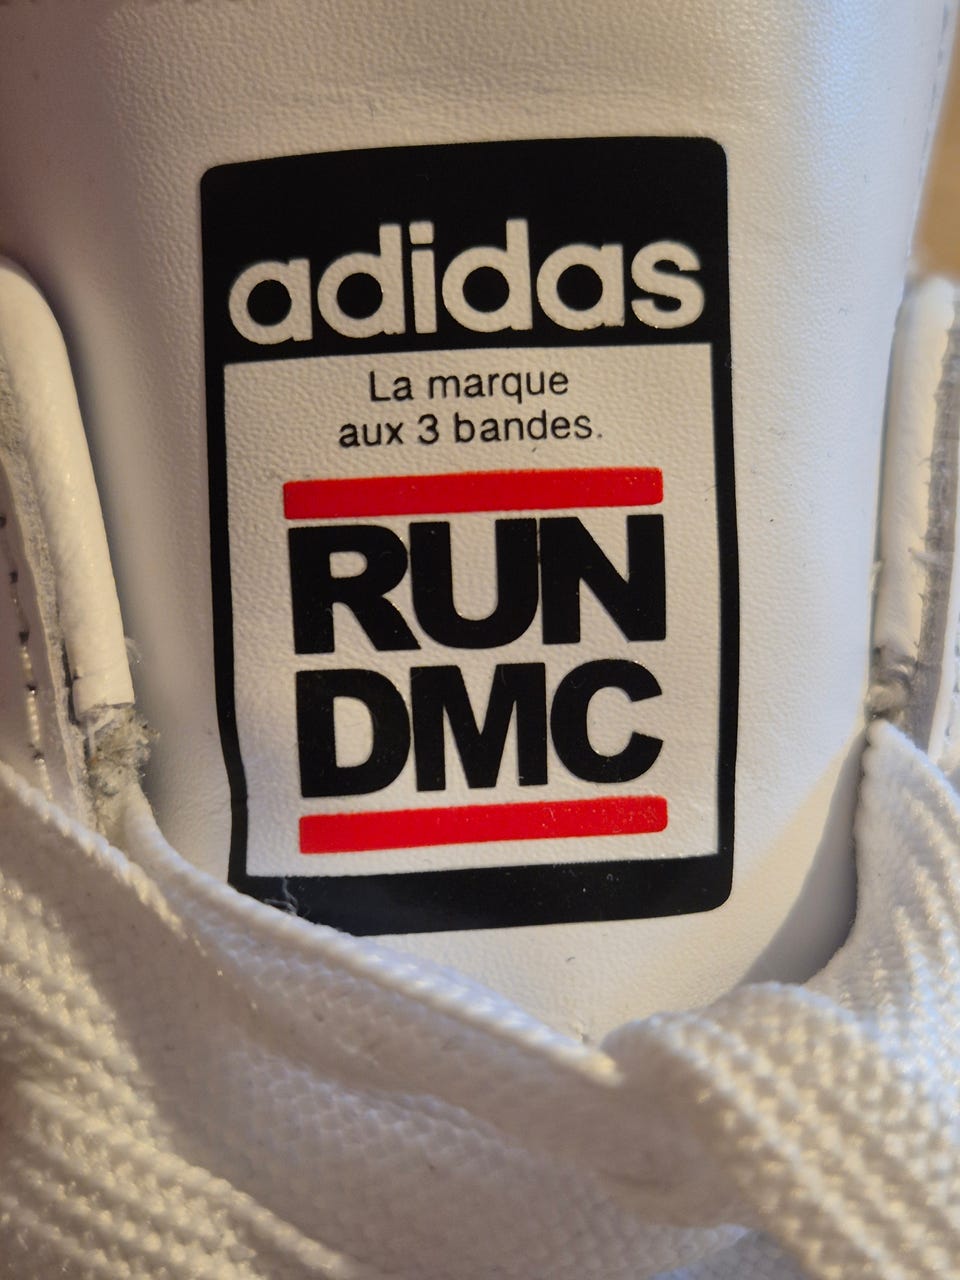 adidas
La marque
aux 3 bandes.
RUN
DMC